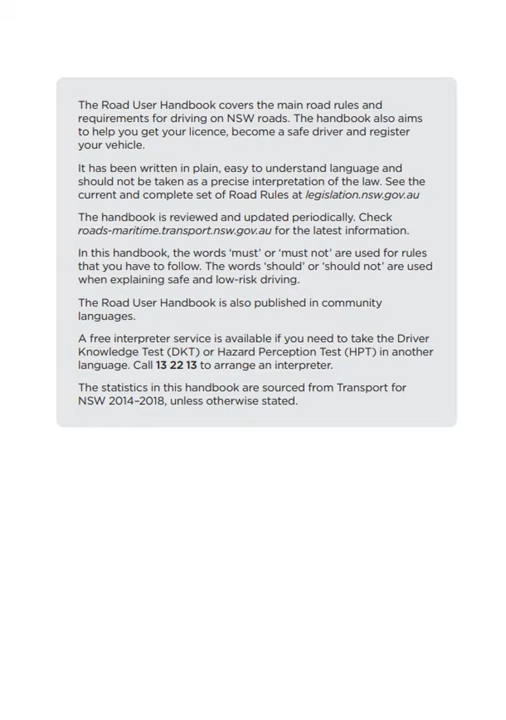 The Road User Handbook covers the main road rules and
requirements for driving on NSW roads. The handbook also aims
to help you get your licence, become a safe driver and register
your vehicle.
It has been written in plain, easy to understand language and
should not be taken as a precise interpretation of the law. See the
current and complete set of Road Rules at legislation.nsw.gov.au
The handbook is reviewed and updated periodically. Check
roads-maritime.transport.nsw.gov.au for the latest information.
In this handbook, the words ‘must’ or ‘must not’ are used for rules
that you have to follow. The words ‘should’ or ‘should not’ are used
when explaining safe and low-risk driving.
The Road User Handbook is also published in community
languages.
A free interpreter service is available if you need to take the Driver
Knowledge Test (DKT) or Hazard Perception Test (HPT) in another
language. Call 13 22 13 to arrange an interpreter.
The statistics in this handbook are sourced from Transport for
NSW 2014–2018, unless otherwise stated.